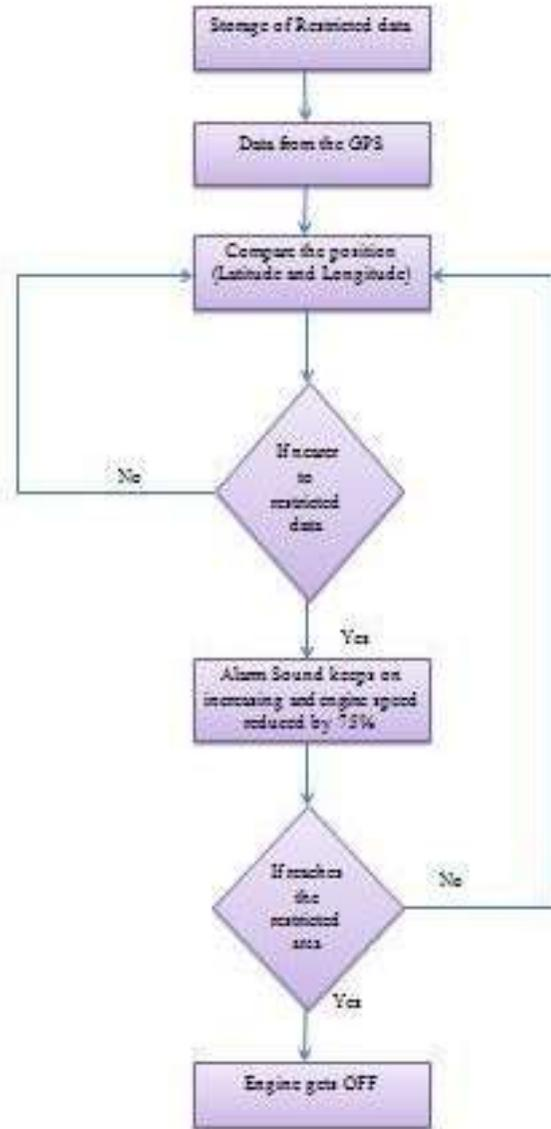 Storage of Restricted data
Data from the GPS
Compare the position
(Latitude and Longitude)
If nearer
to
restricted
data
No
Yes
Alarm Sound keeps on
increasing and engine speed
reduced by 75%
If reaches
the
restricted
area
No
Yes
Engine gets OFF